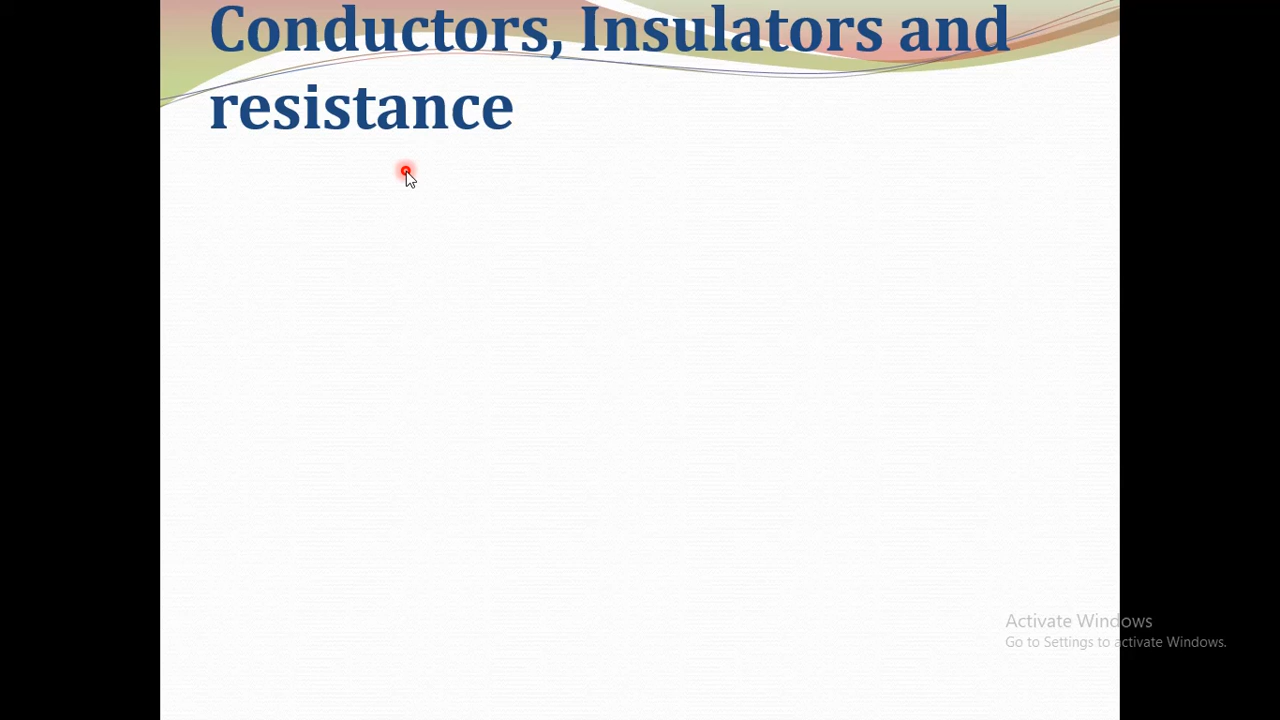 Conductors, Insulators and
resistance
Activate Windows
Go to Settings to activate Windows.